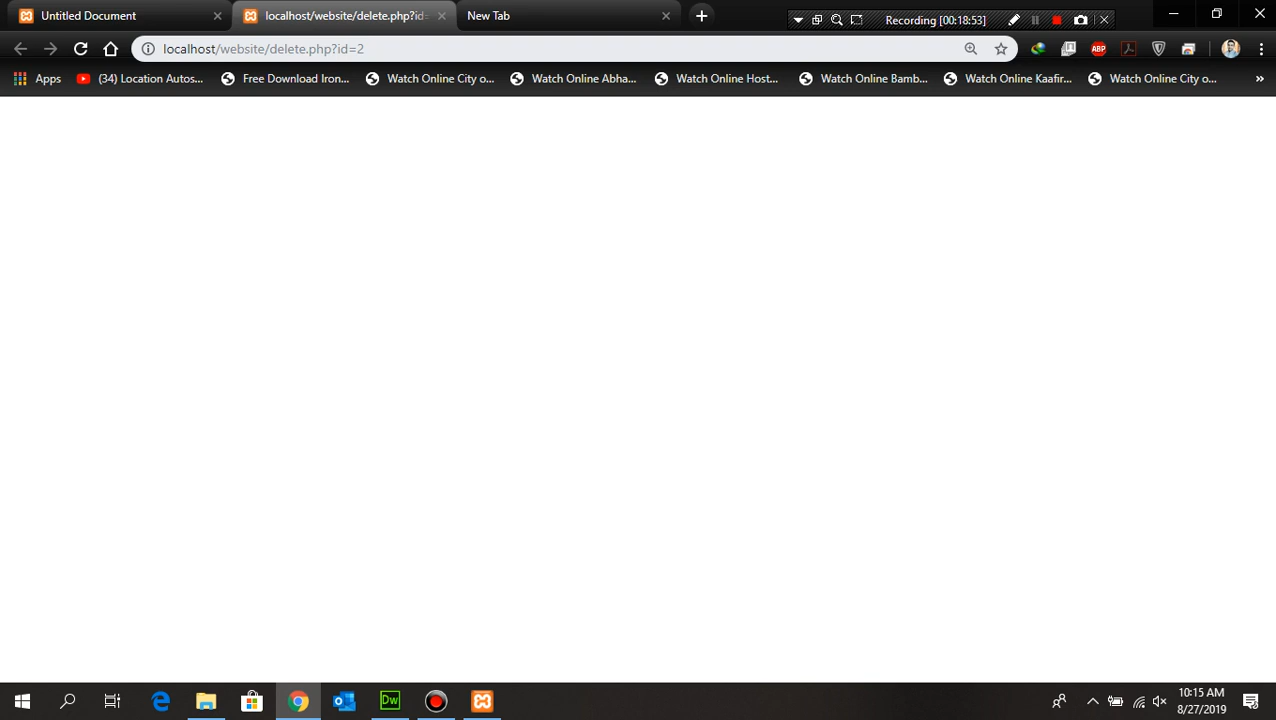 Untitled Document
localhost/website/delete.php?id=
New Tab
Recording [00:18:53]
localhost/website/delete.php?id=2
Apps
(34) Location Autos...
Free Download Iron...
Watch Online City o...
Watch Online Abha...
Watch Online Host...
Watch Online Bamb...
Watch Online Kaafir...
Watch Online City o...
»
ABP
Dw
10:15 AM
8/27/2019